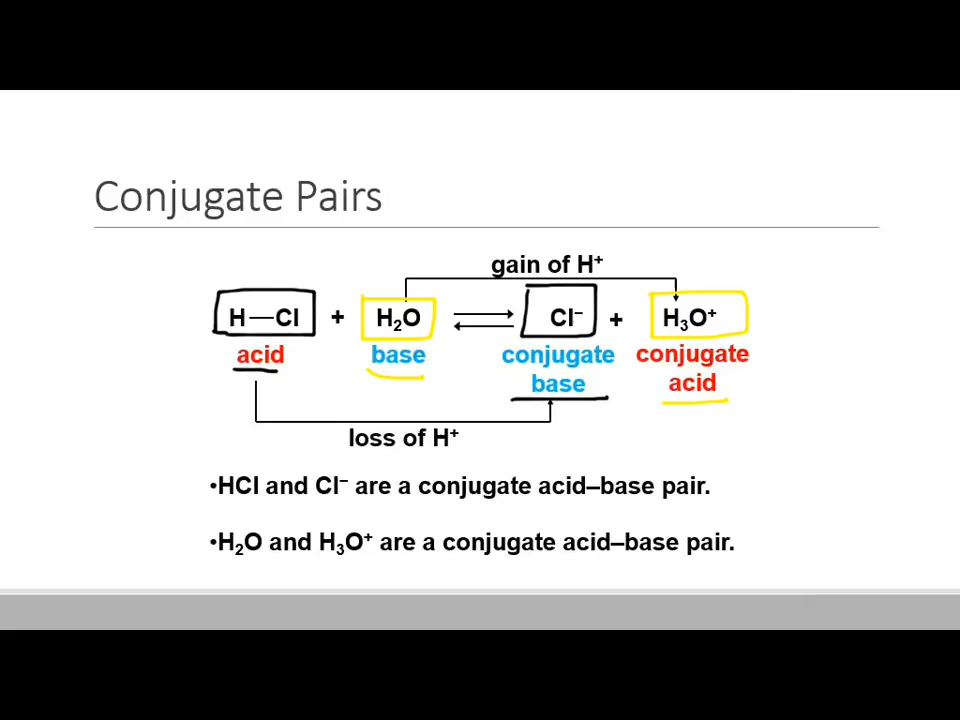 Conjugate Pairs
gain of H⁺
H—Cl + H₂O ⇌ Cl⁻ + H₃O⁺
acid base conjugate base conjugate acid
loss of H⁺
•HCl and Cl⁻ are a conjugate acid–base pair.
•H₂O and H₃O⁺ are a conjugate acid–base pair.